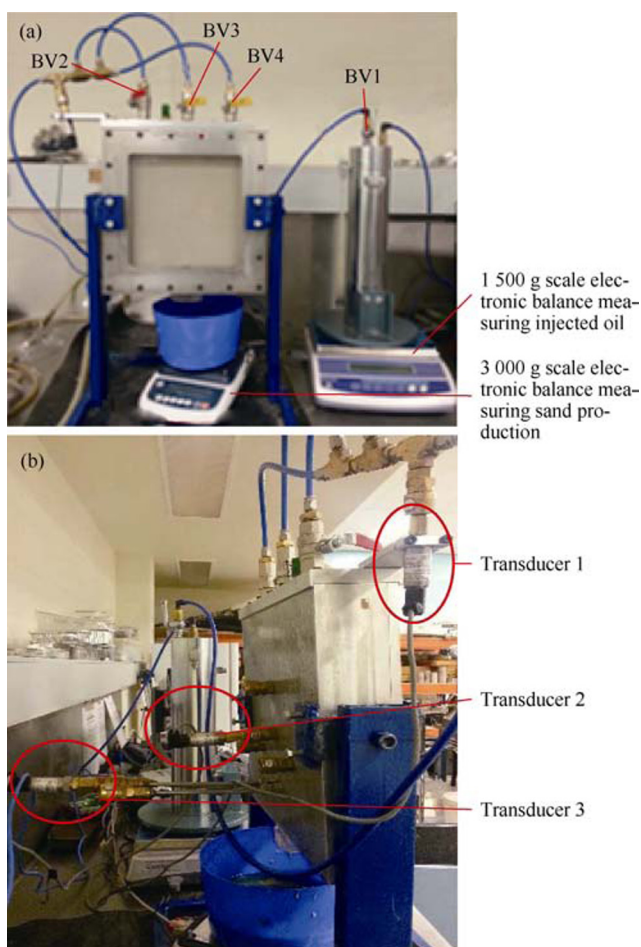 (a)
BV2
BV3
BV4
BV1
1 500 g scale elec-
tronic balance mea-
suring injected oil
3 000 g scale elec-
tronic balance mea-
suring sand pro-
duction
(b)
Transducer 1
Transducer 2
Transducer 3